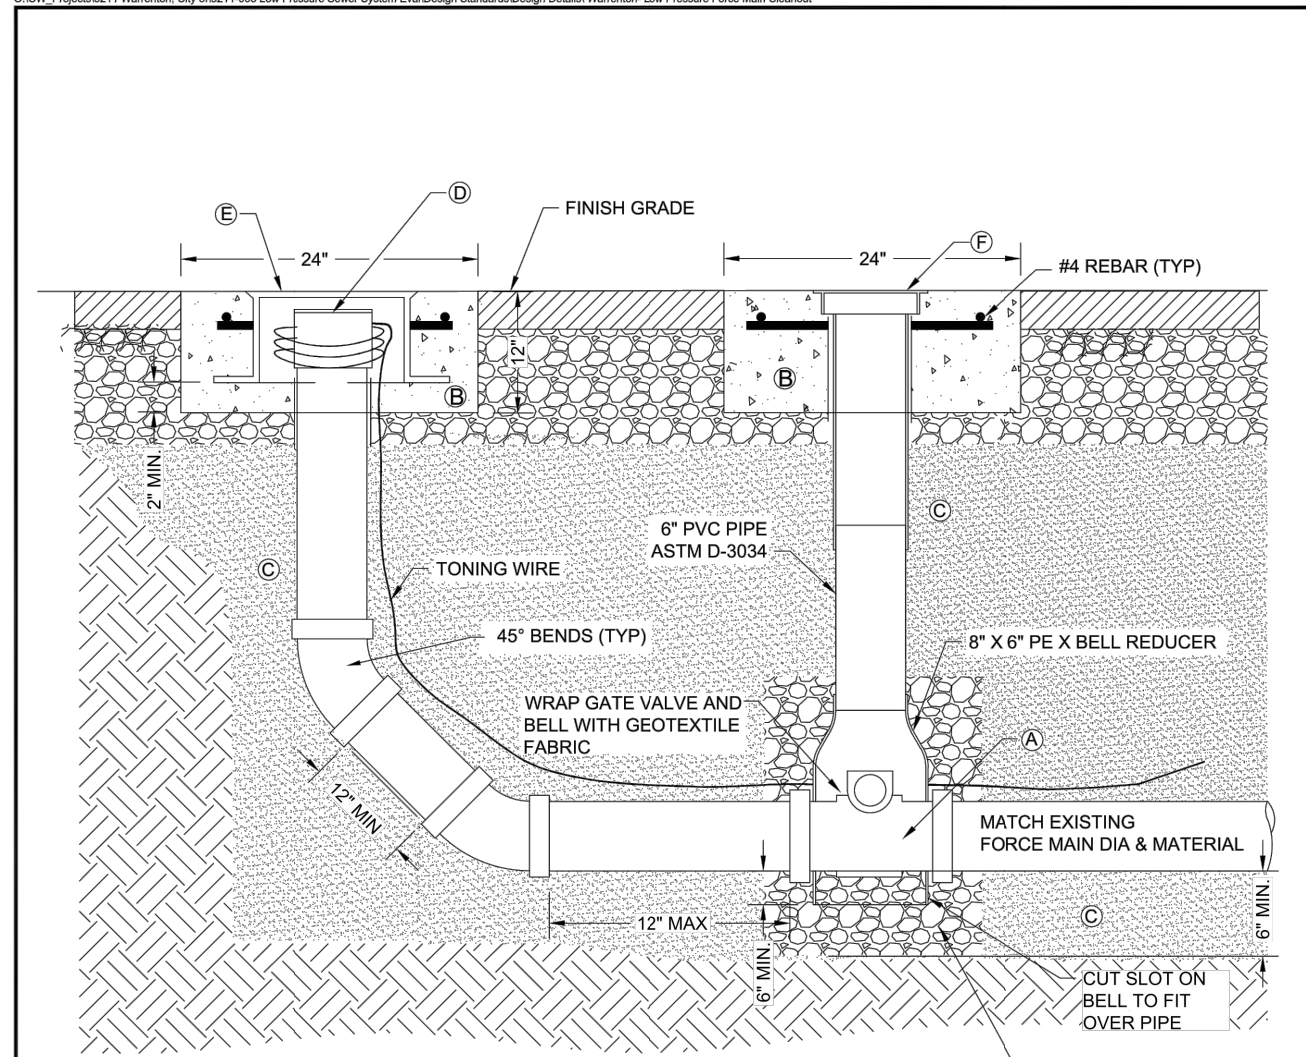 E
D
FINISH GRADE
24"
24"
F
#4 REBAR (TYP)
12"
B
B
2" MIN.
C
C
6" PVC PIPE
ASTM D-3034
TONING WIRE
45° BENDS (TYP)
8" X 6" PE X BELL REDUCER
WRAP GATE VALVE AND
BELL WITH GEOTEXTILE
FABRIC
A
12" MIN
MATCH EXISTING
FORCE MAIN DIA & MATERIAL
12" MAX
6" MIN.
C
6" MIN.
CUT SLOT ON
BELL TO FIT
OVER PIPE